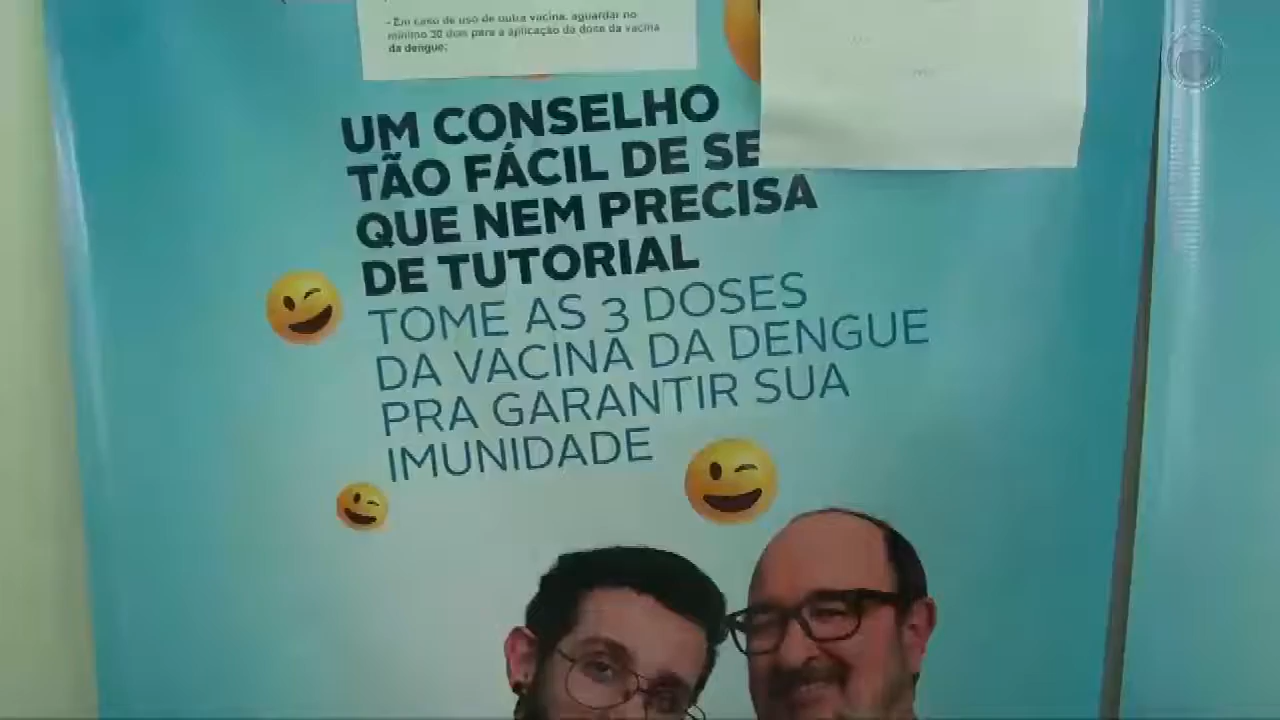 - Em caso de uso de outra vacina, aguardar no
mínimo 30 dias para a aplicação da dose da vacina
da dengue;
UM CONSELHO
TÃO FÁCIL DE SE
QUE NEM PRECISA
DE TUTORIAL
TOME AS 3 DOSES
DA VACINA DA DENGUE
PRA GARANTIR SUA
IMUNIDADE